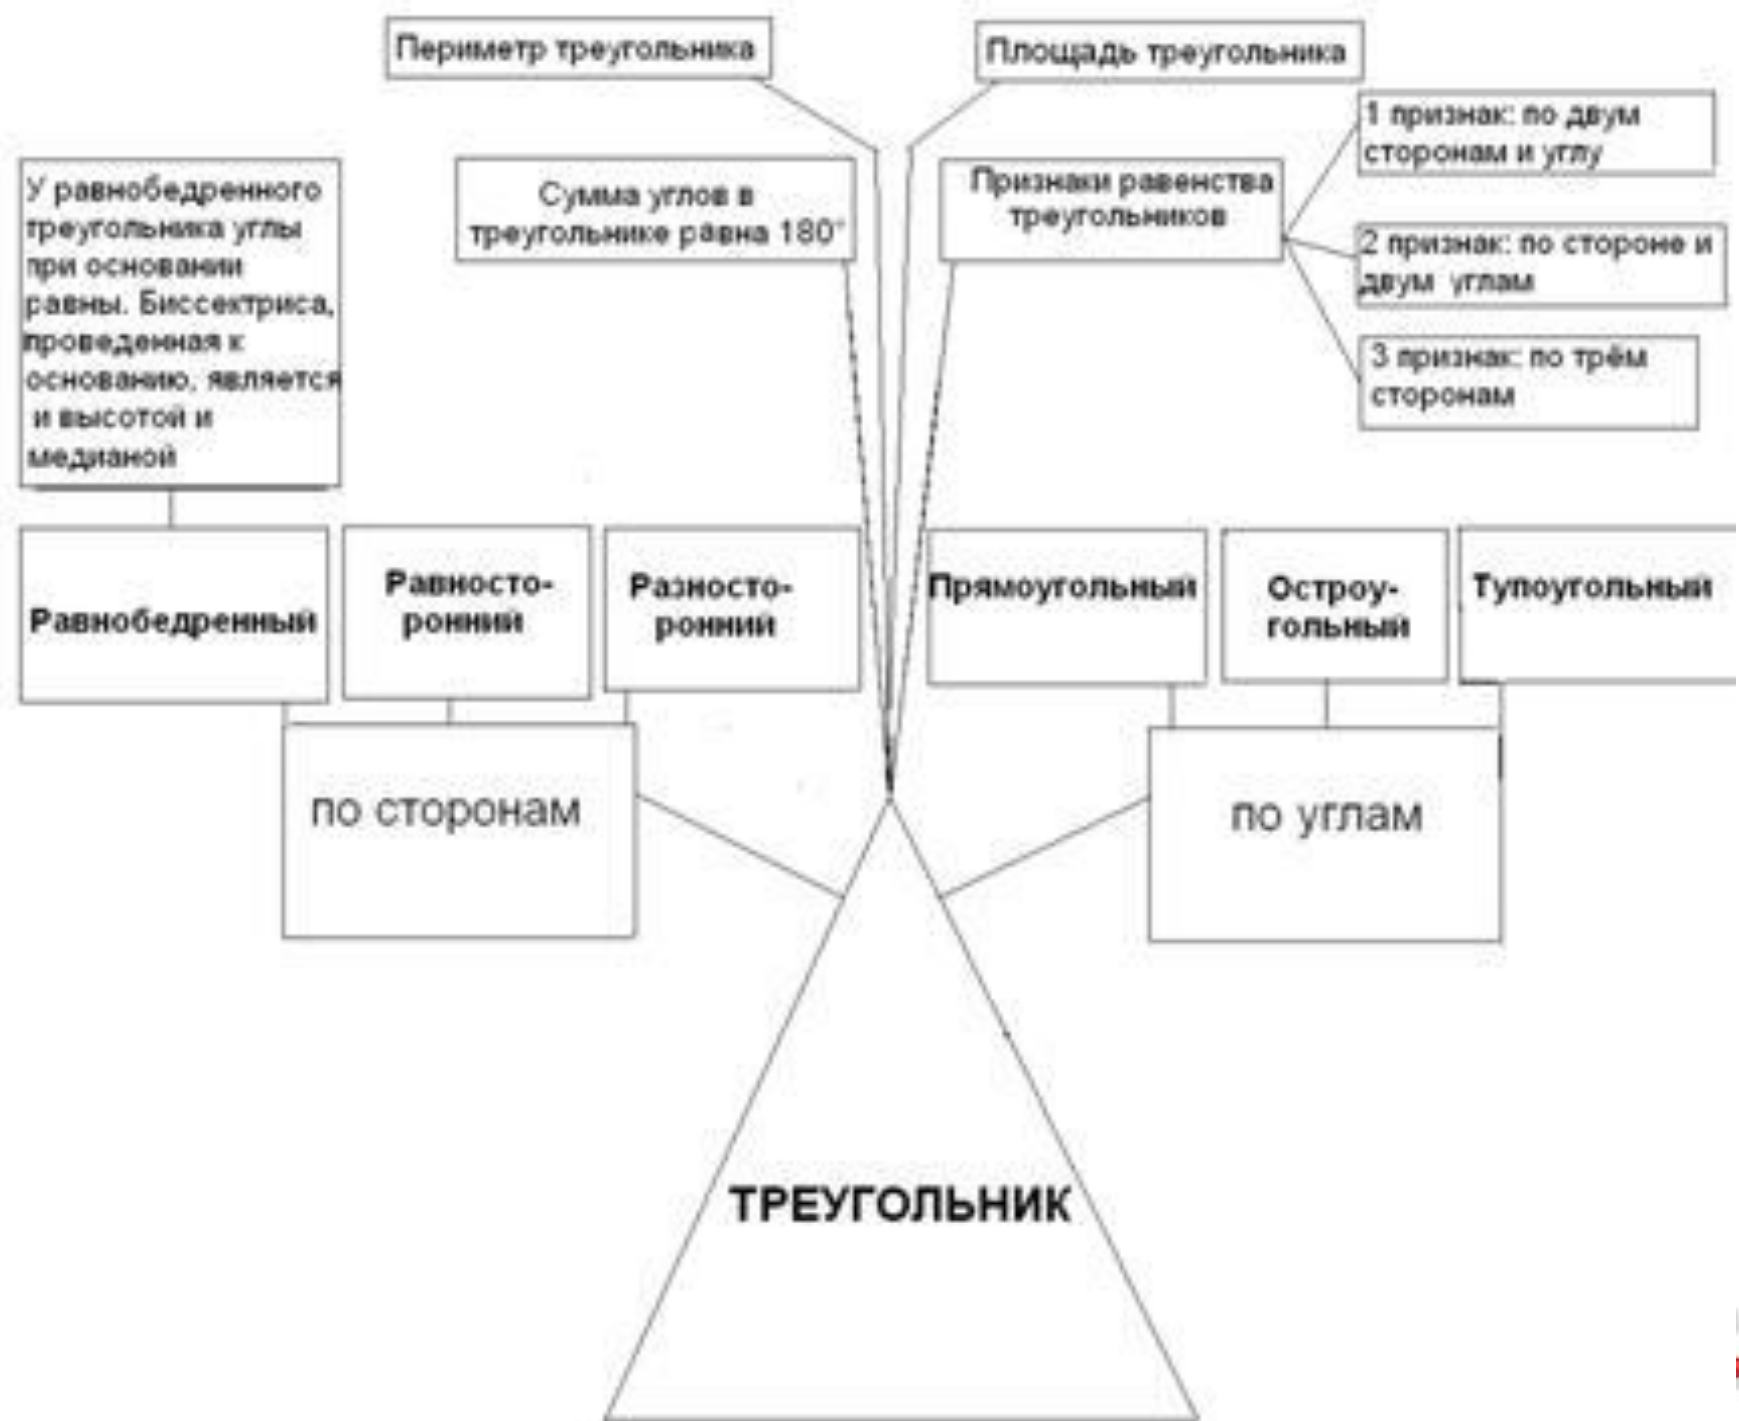 Периметр треугольника
Площадь треугольника
1 признак: по двум
сторонам и углу
У равнобедренного
треугольника углы
при основании
равны. Биссектриса,
проведенная к
основанию, является
и высотой и
медианой
Сумма углов в
треугольнике равна 180°
Признаки равенства
треугольников
2 признак: по стороне и
двум углам
3 признак: по трём
сторонам
Равнобедренный
Равносто-
ронний
Разносто-
ронний
Прямоугольный
Остроу-
гольный
Тупоугольный
по сторонам
по углам
ТРЕУГОЛЬНИК